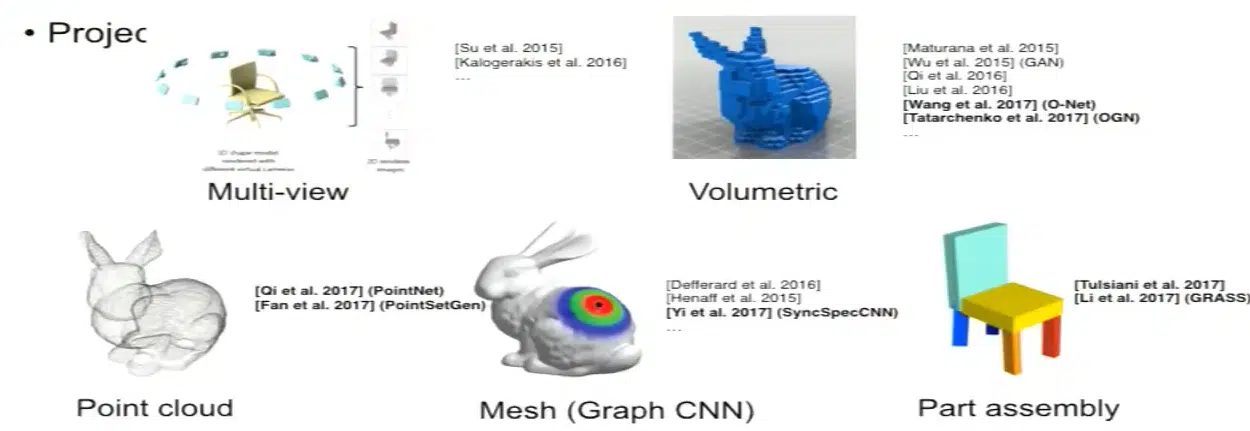 • Projec
[Su et al. 2015]
[Kalogerakis et al. 2016]
...
3D shape model
rendered with
different virtual cameras
2D rendered
images
Multi-view
[Maturana et al. 2015]
[Wu et al. 2015] (GAN)
[Qi et al. 2016]
[Liu et al. 2016]
[Wang et al. 2017] (O-Net)
[Tatarchenko et al. 2017] (OGN)
...
Volumetric
[Qi et al. 2017] (PointNet)
[Fan et al. 2017] (PointSetGen)
Point cloud
[Defferard et al. 2016]
[Henaff et al. 2015]
[Yi et al. 2017] (SyncSpecCNN)
...
Mesh (Graph CNN)
[Tulsiani et al. 2017]
[Li et al. 2017] (GRASS)
Part assembly